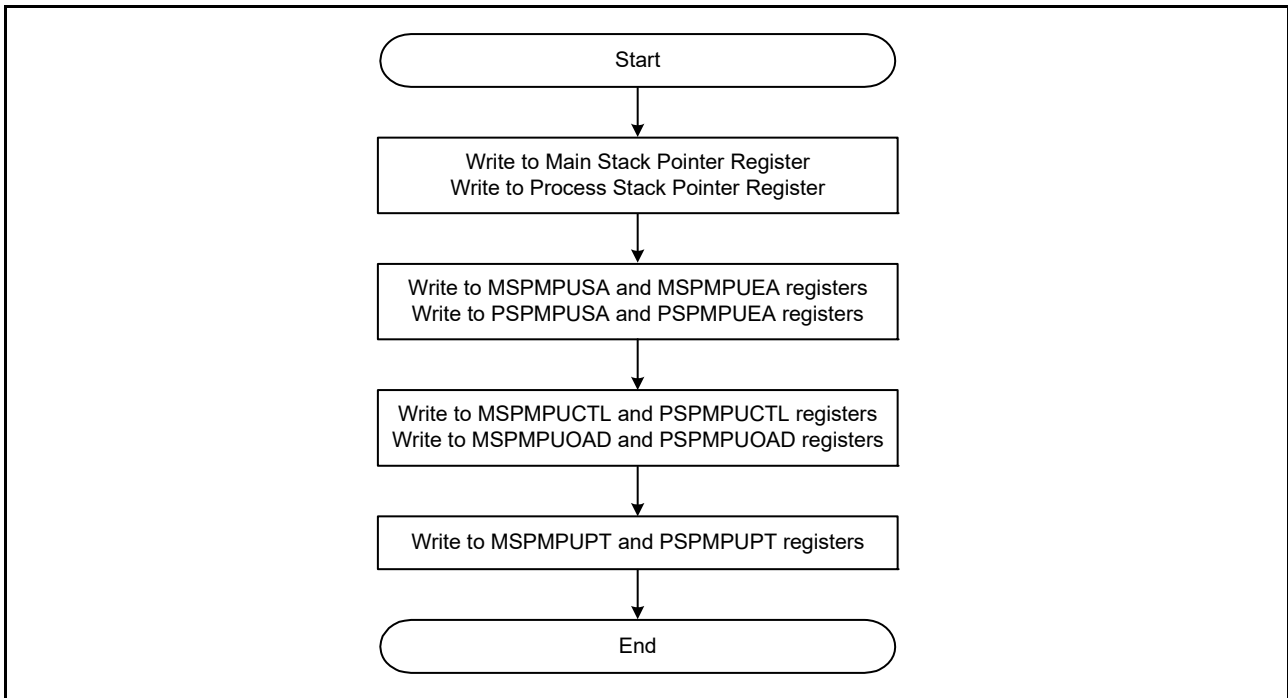 Start
Write to Main Stack Pointer Register
Write to Process Stack Pointer Register
Write to MSPMPUSA and MSPMPUEA registers
Write to PSPMPUSA and PSPMPUEA registers
Write to MSPMPUCTL and PSPMPUCTL registers
Write to MSPMPUOAD and PSPMPUOAD registers
Write to MSPMPUPT and PSPMPUPT registers
End